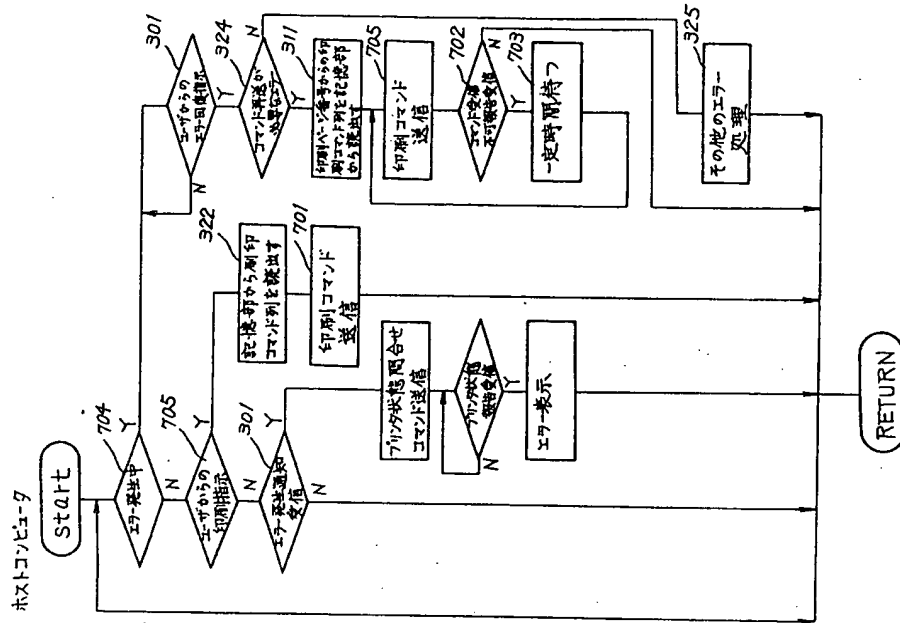 ホストコンピュータ
start
704
エラー発生中
Y
N
705
ユーザからの
印刷指示
Y
N
301
エラー発生通知
受信
Y
N
322
記憶部から刷印
コマンド列を読出す
701
印刷コマンド
送信
プリンタ状態問合せ
コマンド送信
プリンタ状態
報告受信
Y
N
エラー表示
301
ユーザからの
エラー回復指示
Y
N
324
コマンド再送が
必要なエラー
Y
N
311
印刷ページ番号からの印
刷コマンド列を記憶部
から読出す
705
印刷コマンド
送信
702
コマンド受信
不可報告受信
Y
N
703
一定時間待つ
325
その他のエラー
処理
RETURN